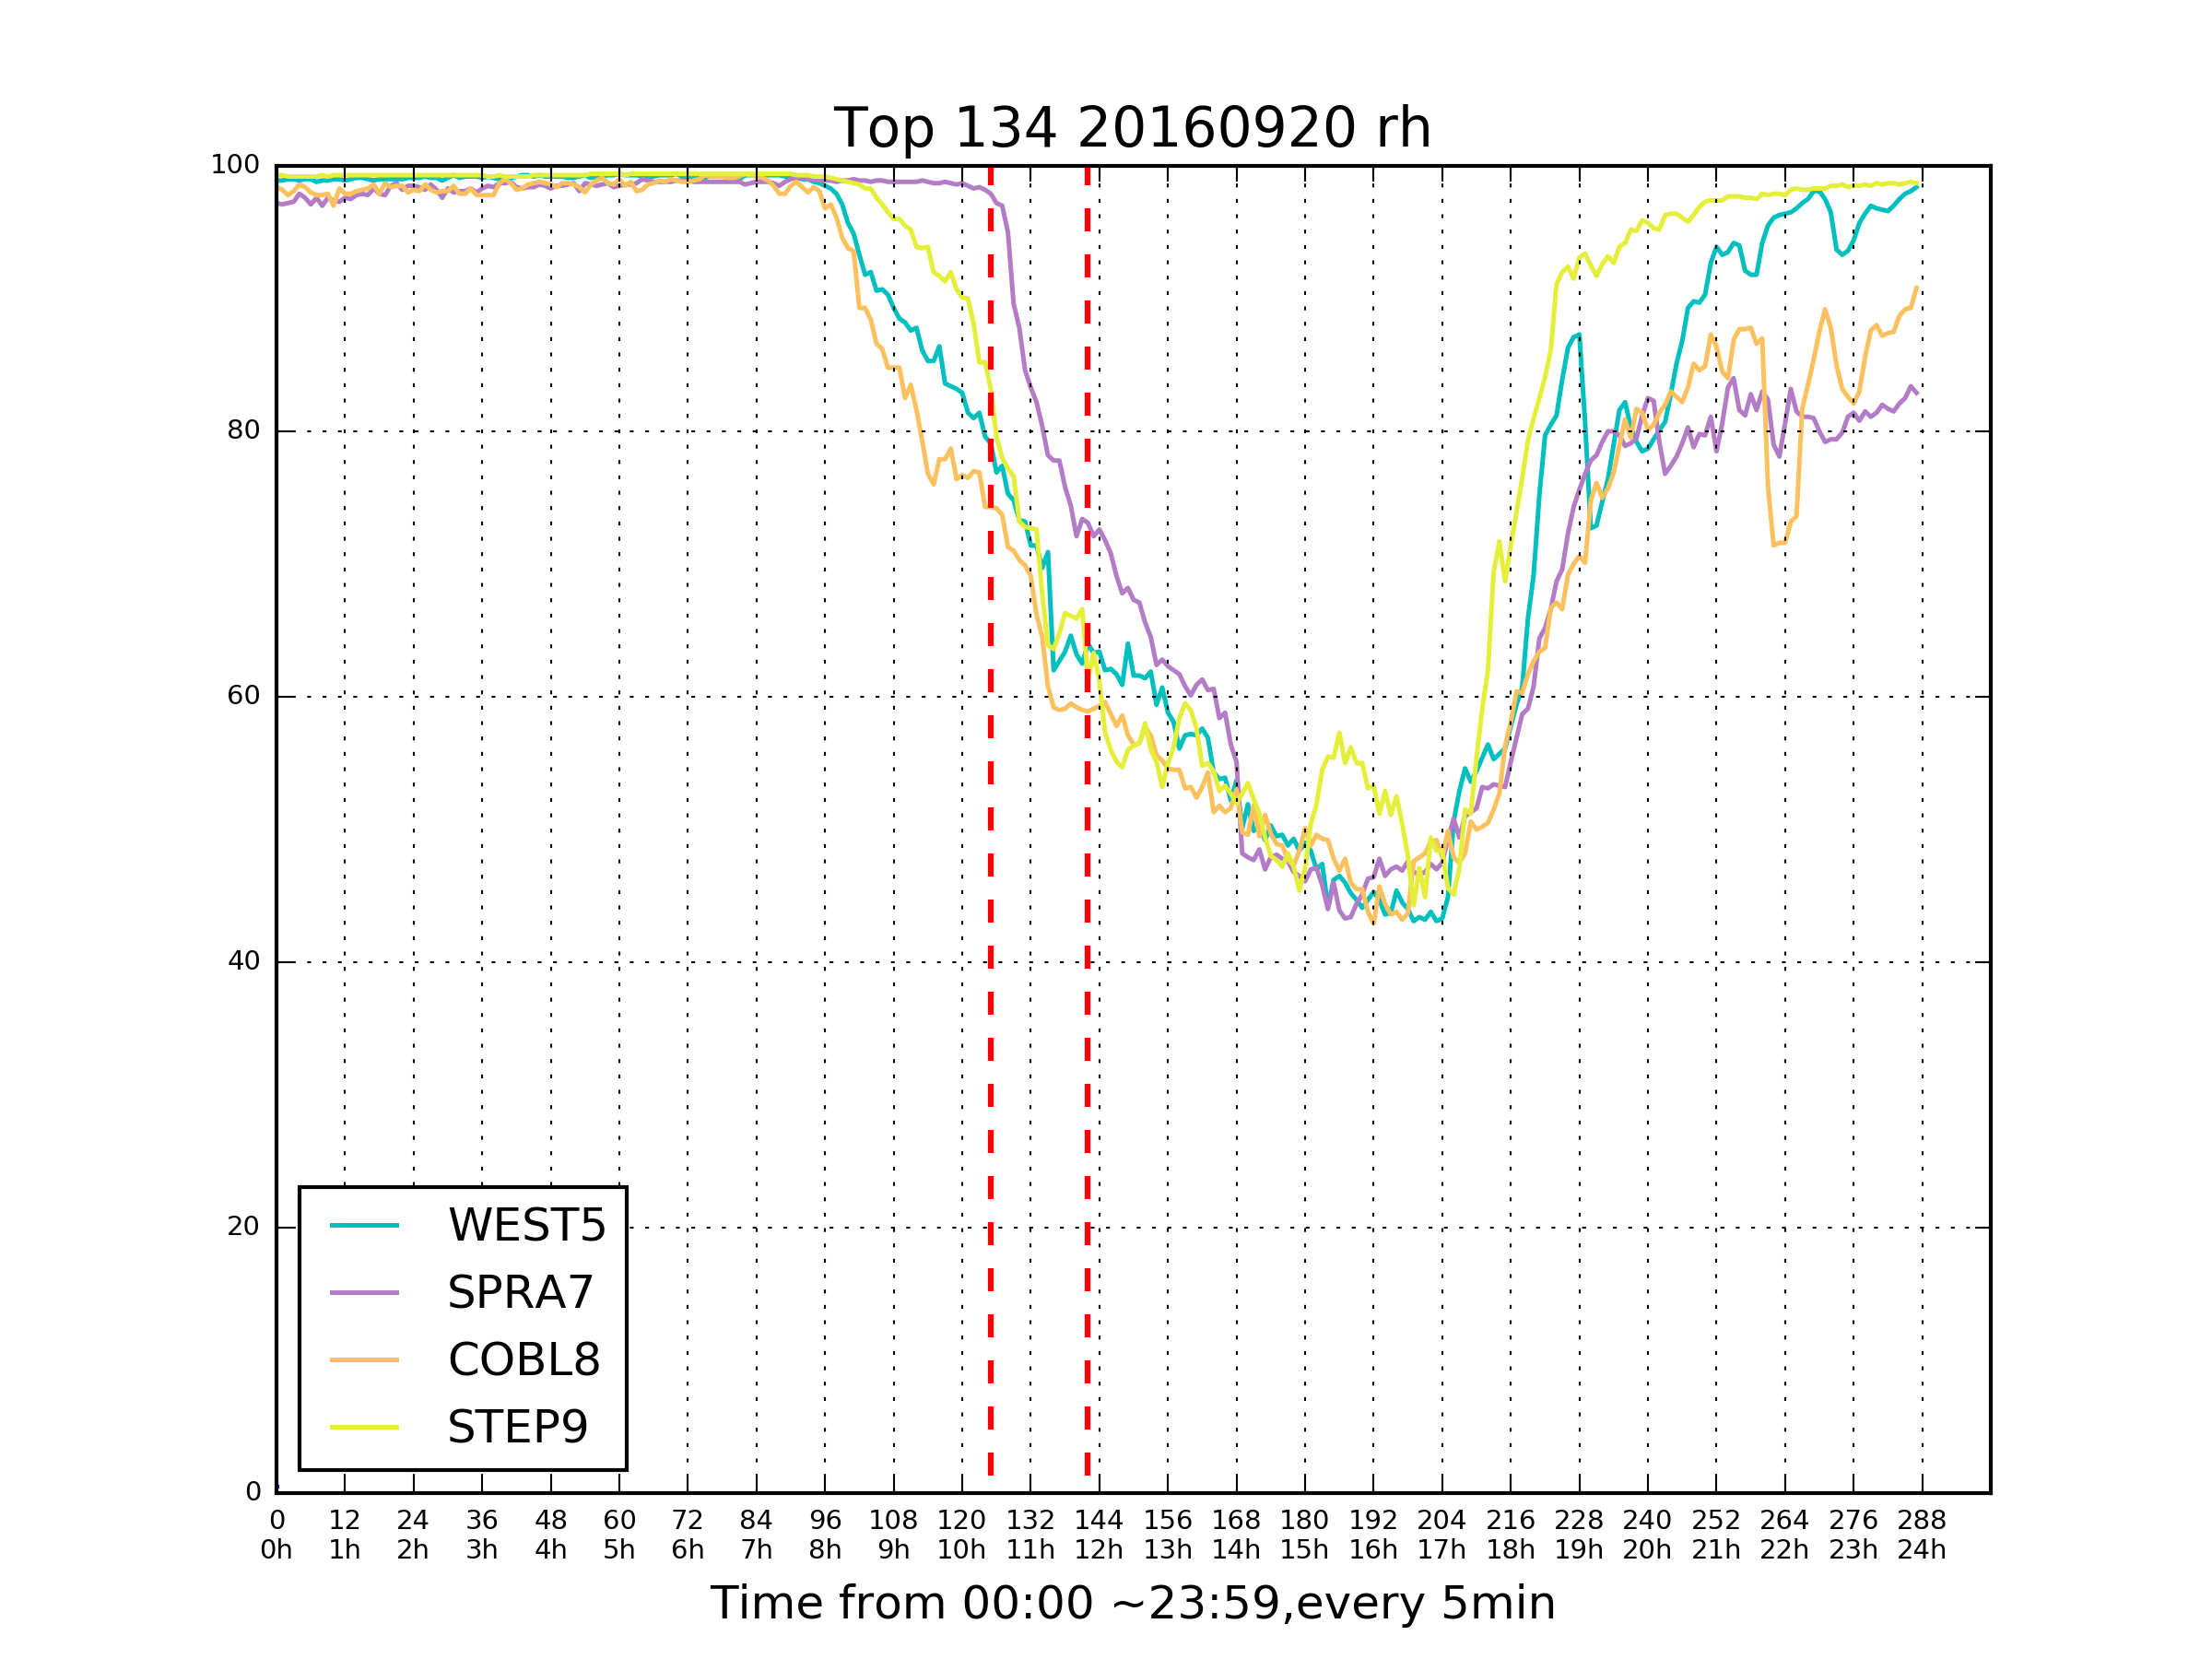 Top 134 20160920 rh
100
80
60
40
20
0
WEST5
SPRA7
COBL8
STEP9
0 12 24 36 48 60 72 84 96 108 120 132 144 156 168 180 192 204 216 228 240 252 264 276 288
0h 1h 2h 3h 4h 5h 6h 7h 8h 9h 10h 11h 12h 13h 14h 15h 16h 17h 18h 19h 20h 21h 22h 23h 24h
Time from 00:00 ~23:59,every 5min